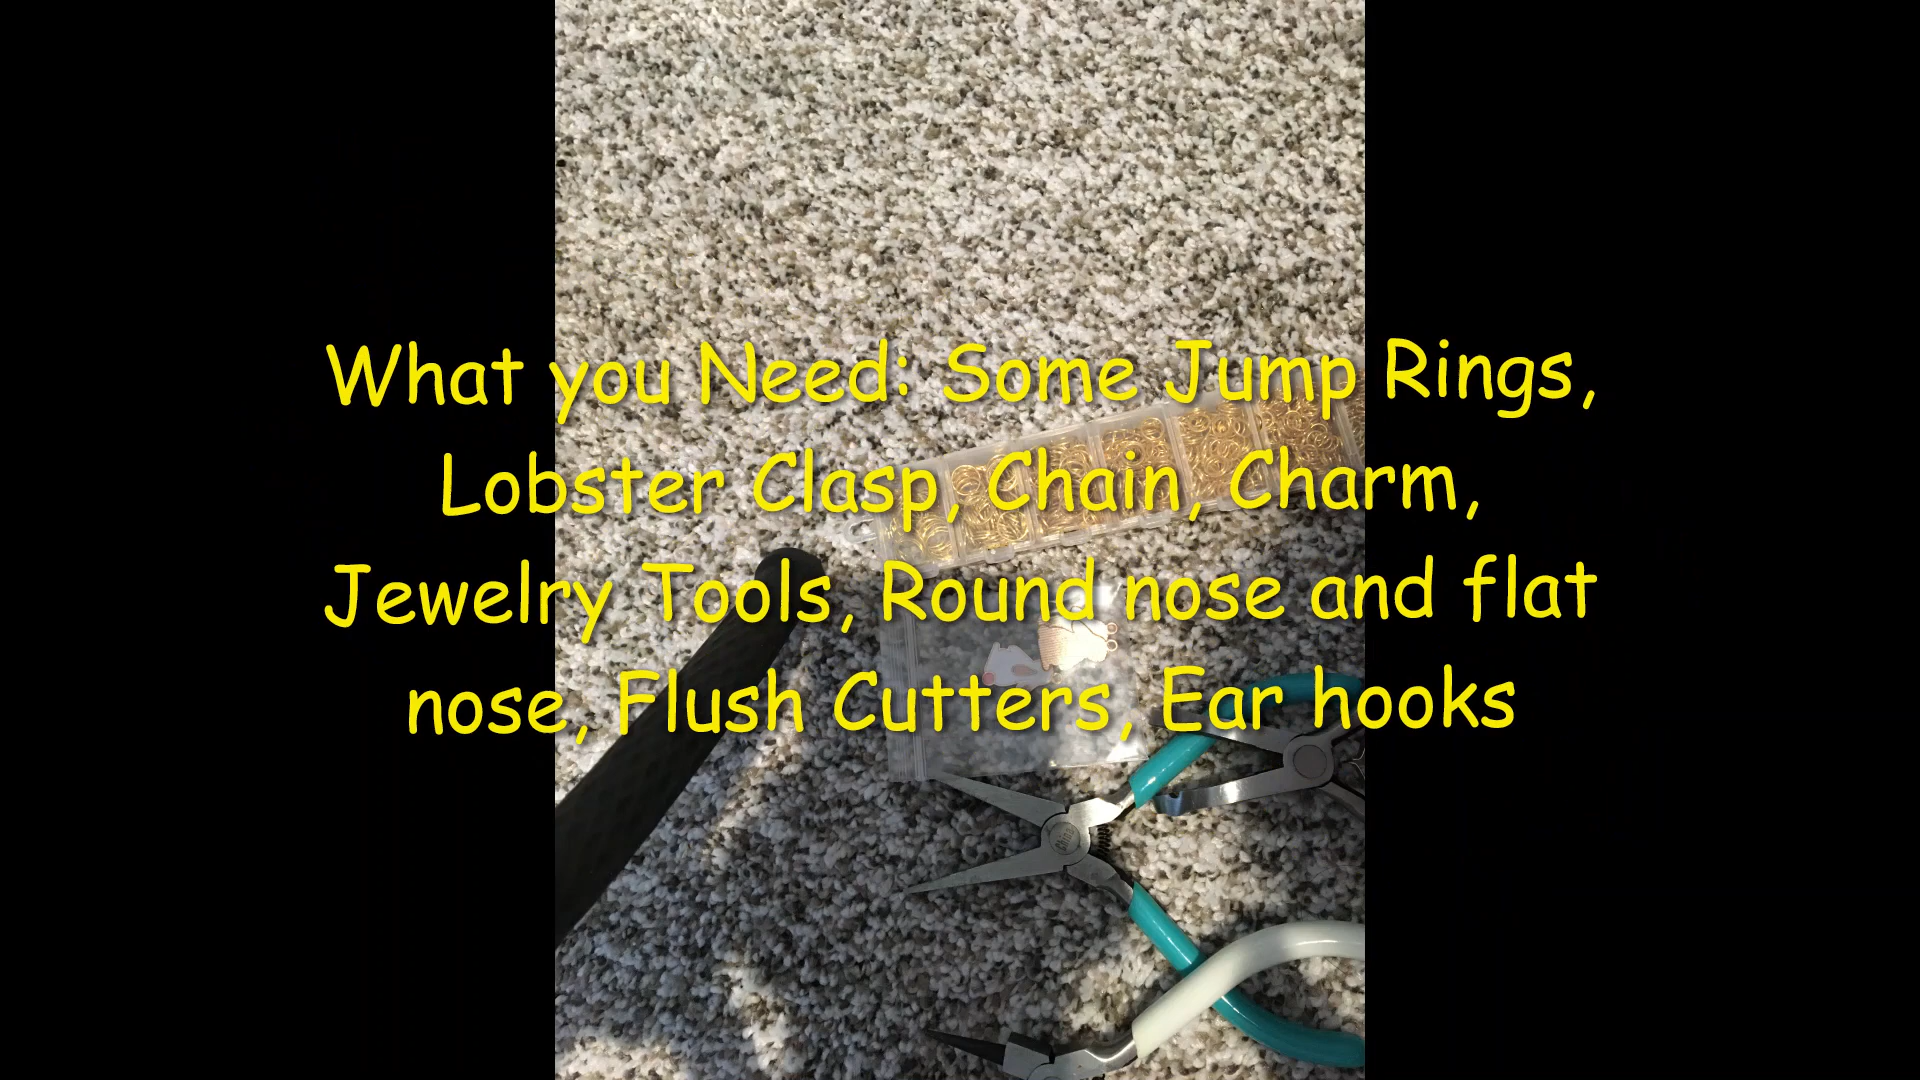 What you Need: Some Jump Rings,
Lobster Clasp, Chain, Charm,
Jewelry Tools, Round nose and flat
nose, Flush Cutters, Ear hooks